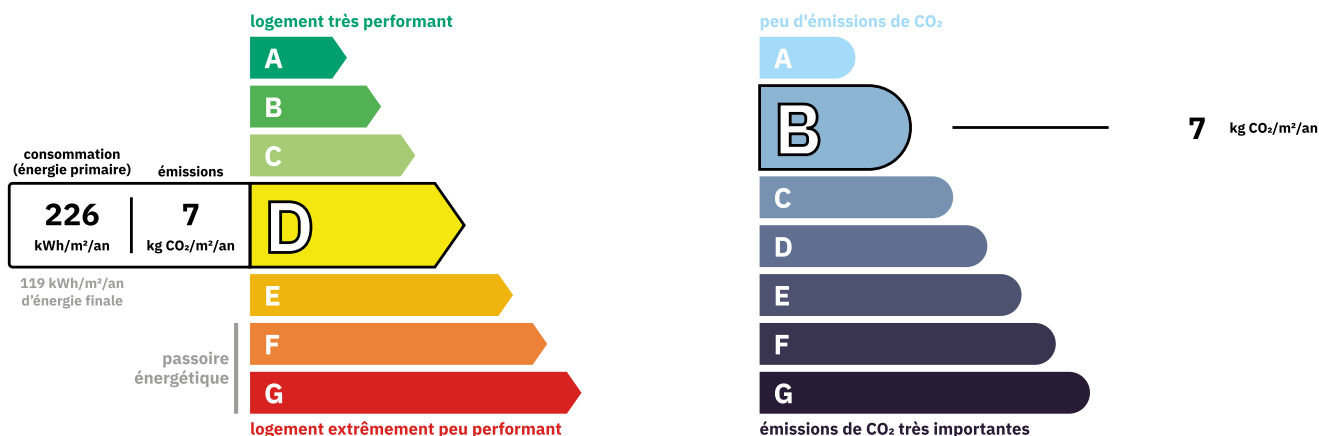 logement très performant
A
B
C
consommation
(énergie primaire)
émissions
226
kWh/m²/an
7
kg CO₂/m²/an
D
119 kWh/m²/an
d'énergie finale
E
passoire
énergétique
F
G
logement extrêmement peu performant
peu d'émissions de CO₂
A
B
7 kg CO₂/m²/an
C
D
E
F
G
émissions de CO₂ très importantes